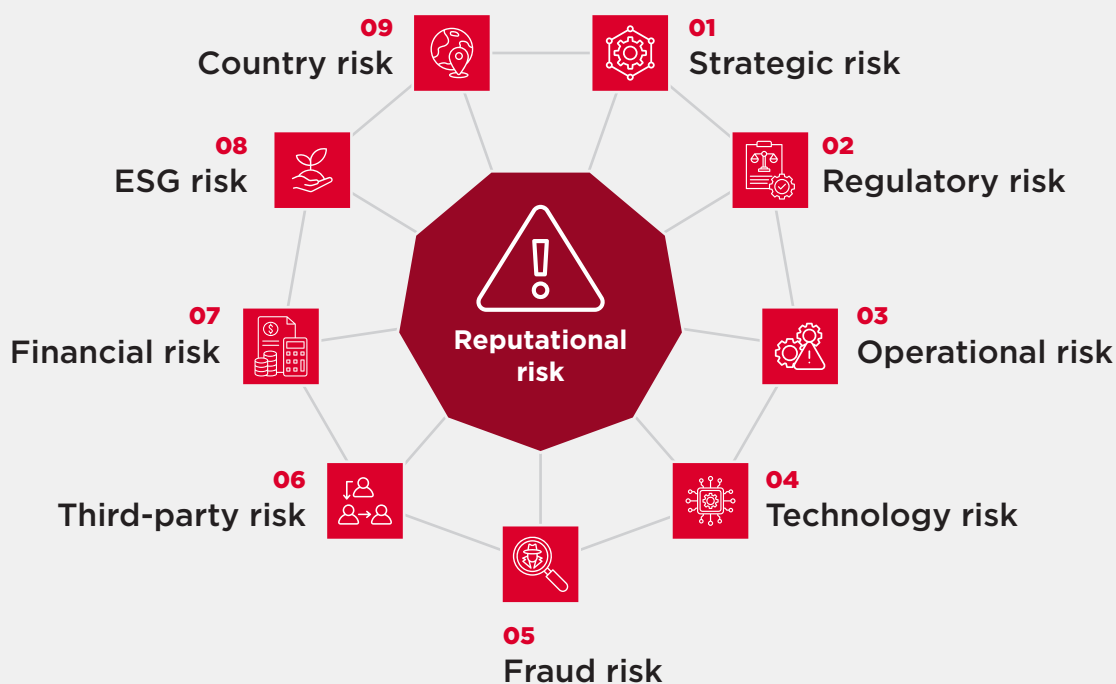 09
Country risk
01
Strategic risk
08
ESG risk
02
Regulatory risk
07
Financial risk
Reputational
risk
03
Operational risk
06
Third-party risk
04
Technology risk
05
Fraud risk